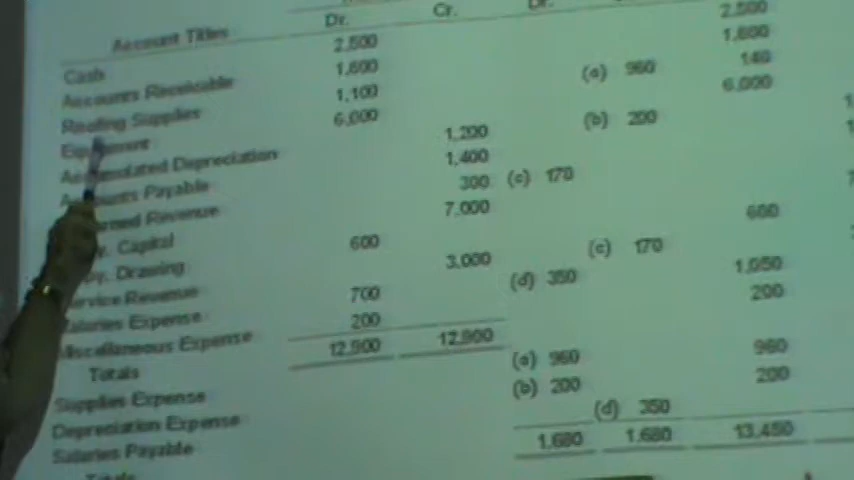 Dr. Cr. Dr.
Account Titles
Cash 2,500 2,500
Accounts Receivable 1,800 1,800
Roofing Supplies 1,100 (a) 960 140
Equipment 6,000 6,000
Accumulated Depreciation 1,200 (b) 200
Accounts Payable 1,400
Revenue 300 (c) 170
Capital 7,000
Drawing 600 600
Service Revenue 3,000 (c) 170
Salaries Expense 700 (d) 350 1,050
Miscellaneous Expense 200 200
Totals 12,900 12,900
Supplies Expense (a) 960 960
Depreciation Expense (b) 200 200
Salaries Payable (d) 350
Totals 1,680 1,680 13,450